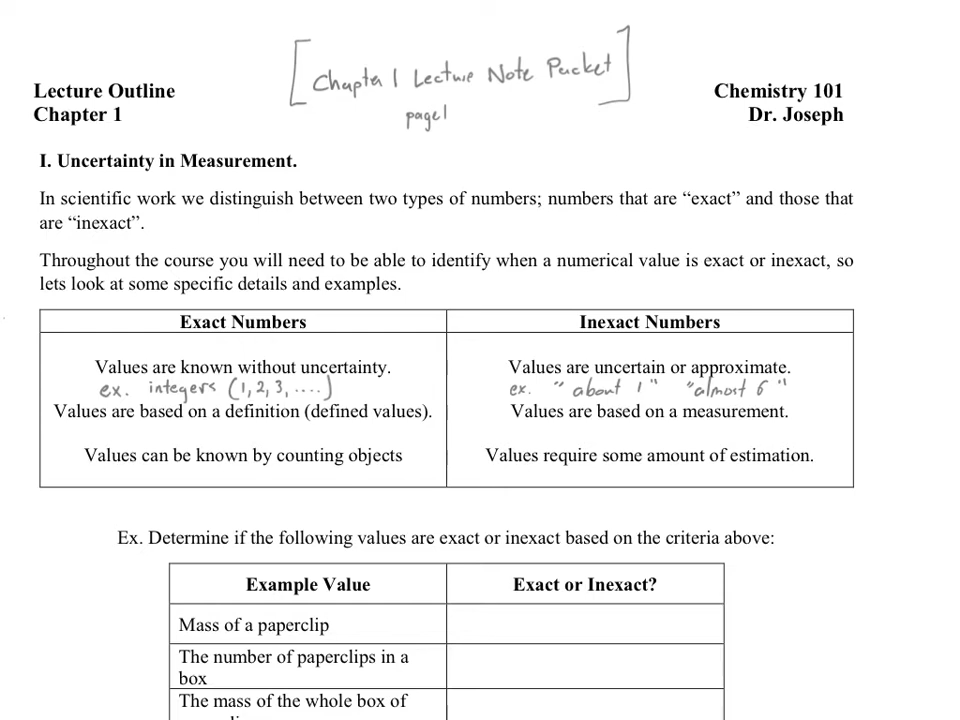 [Chapter 1 Lecture Note Packet]
page 1
Lecture Outline
Chapter 1
Chemistry 101
Dr. Joseph
I. Uncertainty in Measurement.
In scientific work we distinguish between two types of numbers; numbers that are “exact” and those that
are “inexact”.
Throughout the course you will need to be able to identify when a numerical value is exact or inexact, so
lets look at some specific details and examples.
Exact Numbers
Values are known without uncertainty.
ex. integers (1, 2, 3, ....)
Values are based on a definition (defined values).
Values can be known by counting objects
Inexact Numbers
Values are uncertain or approximate.
ex. "about 1" "almost 6"
Values are based on a measurement.
Values require some amount of estimation.
Ex. Determine if the following values are exact or inexact based on the criteria above:
Example Value
Exact or Inexact?
Mass of a paperclip
The number of paperclips in a
box
The mass of the whole box of